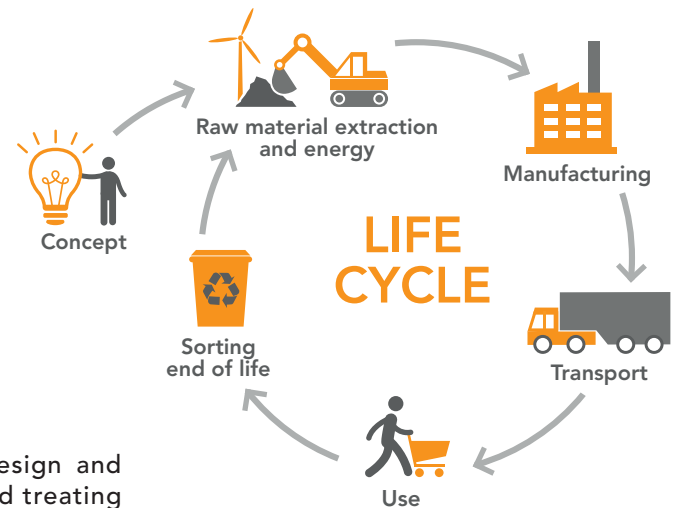 Raw material extraction
and energy
Manufacturing
Concept
LIFE
CYCLE
Sorting
end of life
Transport
Use
esign and
d treating